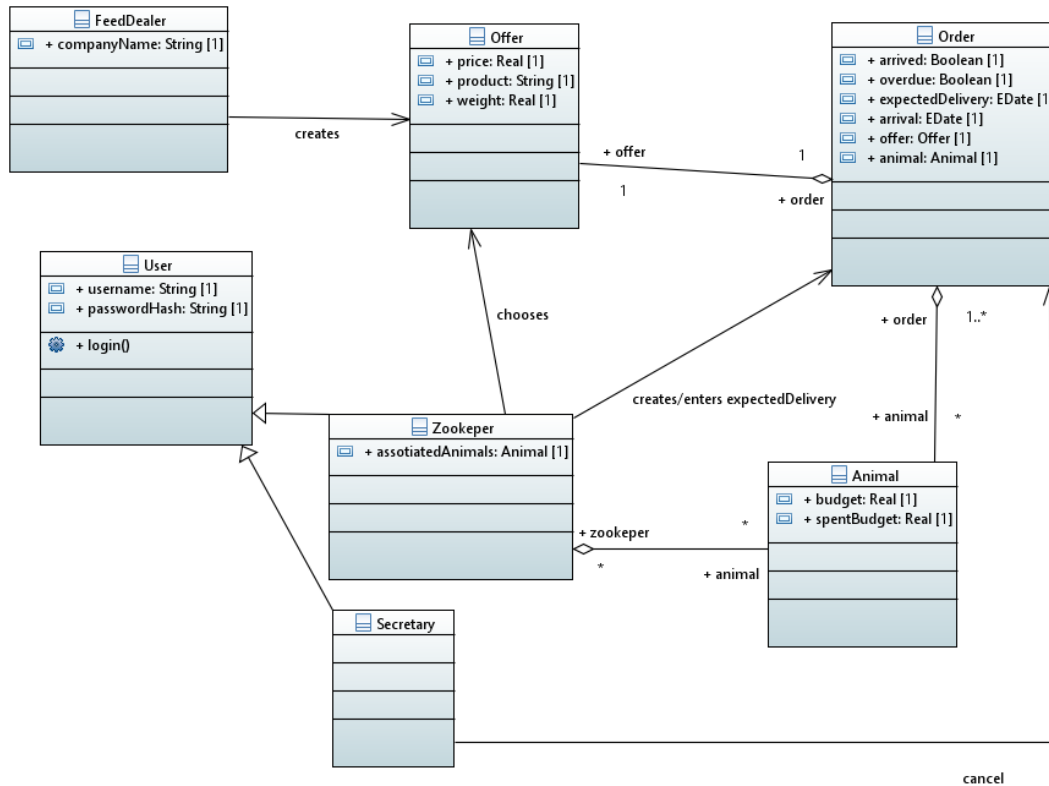 FeedDealer
+ companyName: String [1]
Offer
+ price: Real [1]
+ product: String [1]
+ weight: Real [1]
Order
+ arrived: Boolean [1]
+ overdue: Boolean [1]
+ expectedDelivery: EDate [1
+ arrival: EDate [1]
+ offer: Offer [1]
+ animal: Animal [1]
creates
+ offer
1
1
+ order
User
+ username: String [1]
+ passwordHash: String [1]
+ login()
chooses
+ order
1..*
creates/enters expectedDelivery
+ animal
*
Zookeper
+ assotiatedAnimals: Animal [1]
Animal
+ budget: Real [1]
+ spentBudget: Real [1]
+ zookeper
*
*
+ animal
Secretary
cancel